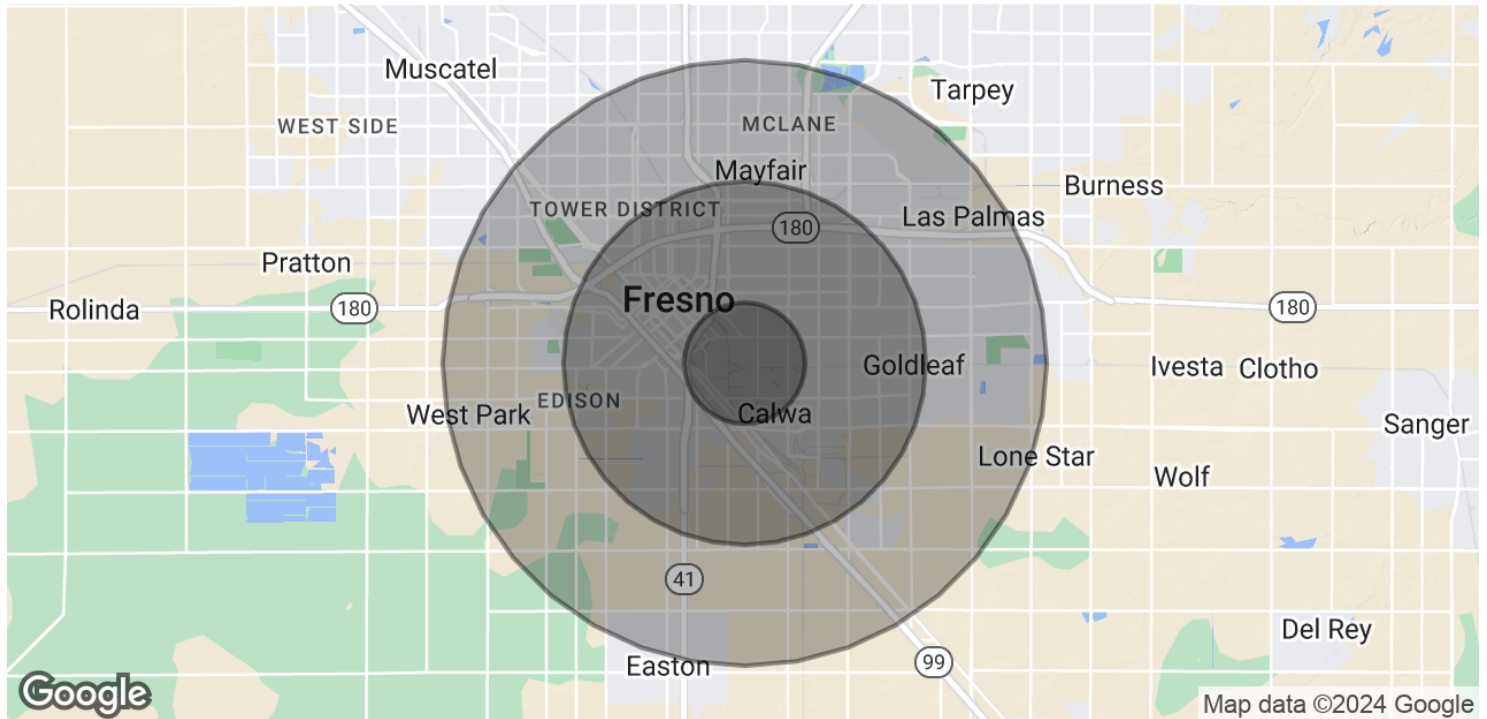 Muscatel
Tarpey
WEST SIDE
MCLANE
Mayfair
Burness
TOWER DISTRICT
Las Palmas
180
Pratton
Fresno
Rolinda
180
180
Goldleaf
Ivesta
Clotho
EDISON
West Park
Calwa
Sanger
Lone Star
Wolf
41
Del Rey
Easton
99
Google
Map data ©2024 Google